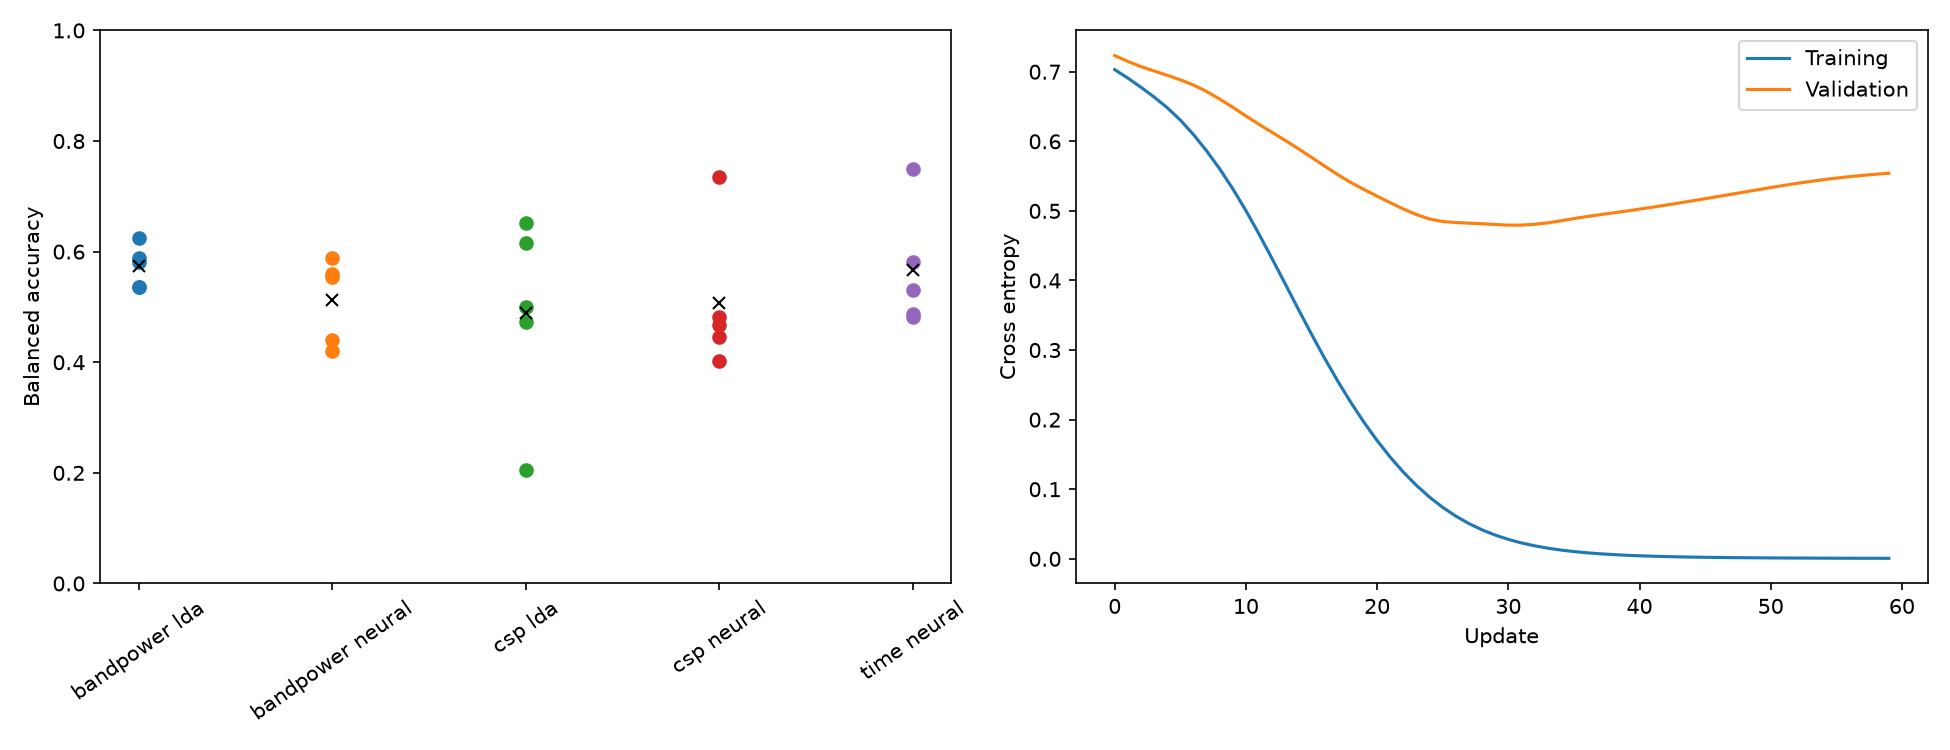 1.0
0.8
0.6
0.4
0.2
0.0
Balanced accuracy
bandpower lda
bandpower neural
csp lda
csp neural
time neural
0.7
0.6
0.5
0.4
0.3
0.2
0.1
0.0
Cross entropy
Training
Validation
0 10 20 30 40 50 60
Update